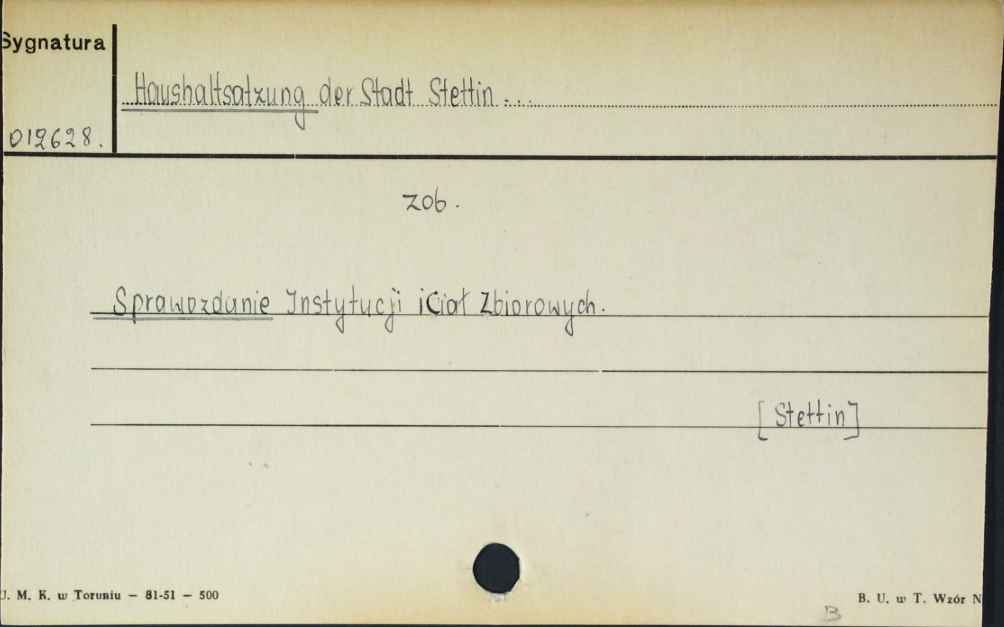 Sygnatura
Haushaltsatzung der Stadt Stettin ...
012628.
zob.
Sprawozdanie Instytucji i Ciał Zbiorowych.
[Stettin]
J. M. K. w Toruniu — 81-51 — 500
B. U. w T. Wzór N
B